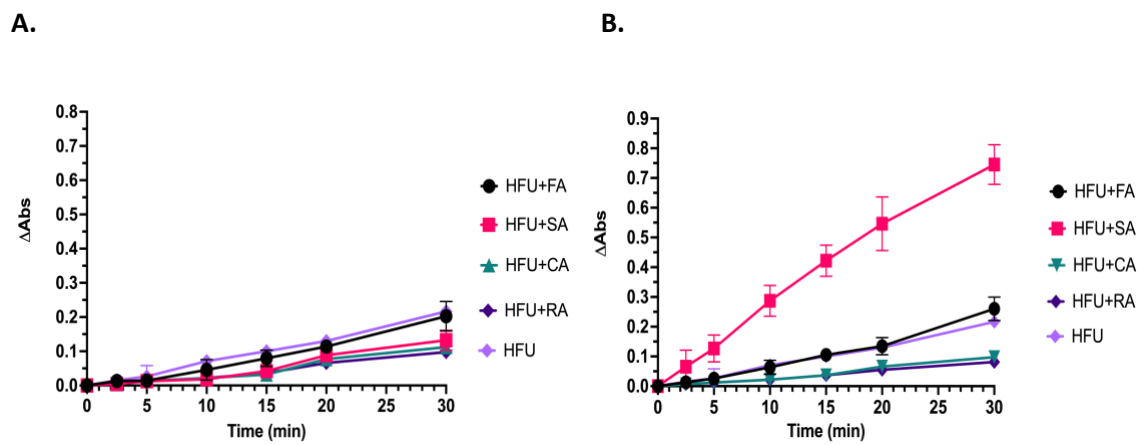 A.
B.
0.8
0.7
0.6
0.5
0.4
0.3
0.2
0.1
0.0
ΔAbs
0 5 10 15 20 25 30
Time (min)
HFU+FA
HFU+SA
HFU+CA
HFU+RA
HFU
0.9
0.8
0.7
0.6
0.5
0.4
0.3
0.2
0.1
0.0
ΔAbs
0 5 10 15 20 25 30
Time (min)
HFU+FA
HFU+SA
HFU+CA
HFU+RA
HFU